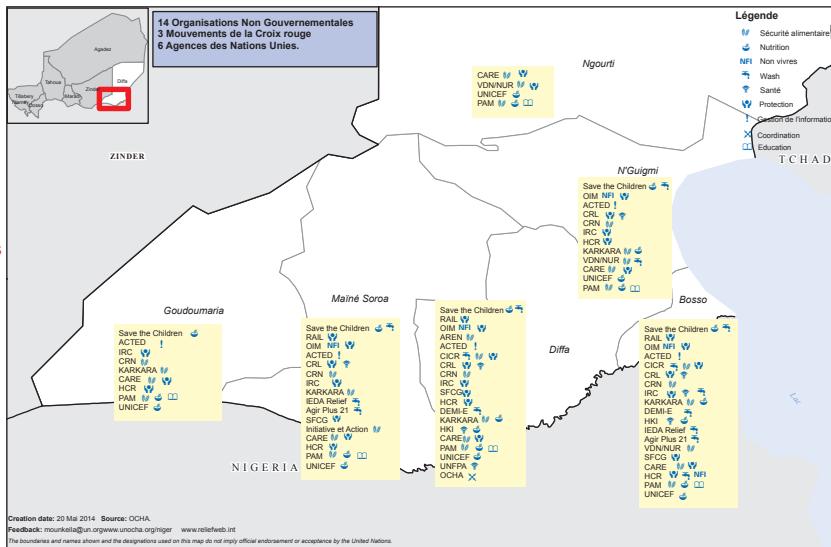 14 Organisations Non Gouvernementales
3 Mouvements de la Croix rouge
6 Agences des Nations Unies.
Légende
Sécurité alimentaire
Nutrition
NFI Non vivres
Wash
Santé
Protection
Gestion de l'information
Coordination
Education
Agadez
Tahoua
Diffa
Zinder
Maradi
Tillabery
Niamey
Dosso
ZINDER
TCHAD
NIGERIA
Lac
Ngourti
CARE
VDN/NUR
UNICEF
PAM
N'Guigmi
Save the Children
OIM NFI
ACTED
CRL
CRN
IRC
HCR
KARKARA
VDN/NUR
CARE
UNICEF
PAM
Goudoumaria
Save the Children
ACTED
IRC
CRN
KARKARA
CARE
HCR
PAM
UNICEF
Maïné Soroa
Save the Children
RAIL
OIM NFI
ACTED
CRL
CRN
IRC
KARKARA
IEDA Relief
Agir Plus 21
SFCG
Initiative et Action
CARE
HCR
PAM
UNICEF
Diffa
Save the Children
RAIL
OIM NFI
AREN
ACTED
CICR
CRL
CRN
IRC
SFCG
HCR
DEMI-E
KARKARA
HKI
CARE
PAM
UNICEF
UNFPA
OCHA
Bosso
Save the Children
RAIL
OIM NFI
ACTED
CICR
CRL
CRN
IRC
KARKARA
DEMI-E
HKI
IEDA Relief
Agir Plus 21
VDN/NUR
SFCG
CARE
HCR NFI
PAM
UNICEF
Creation date: 20 Mai 2014 Source: OCHA.
Feedback: mounkeila@un.orgwww.unocha.org/niger www.reliefweb.int
The boundaries and names shown and the designations used on this map do not imply official endorsement or acceptance by the United Nations.